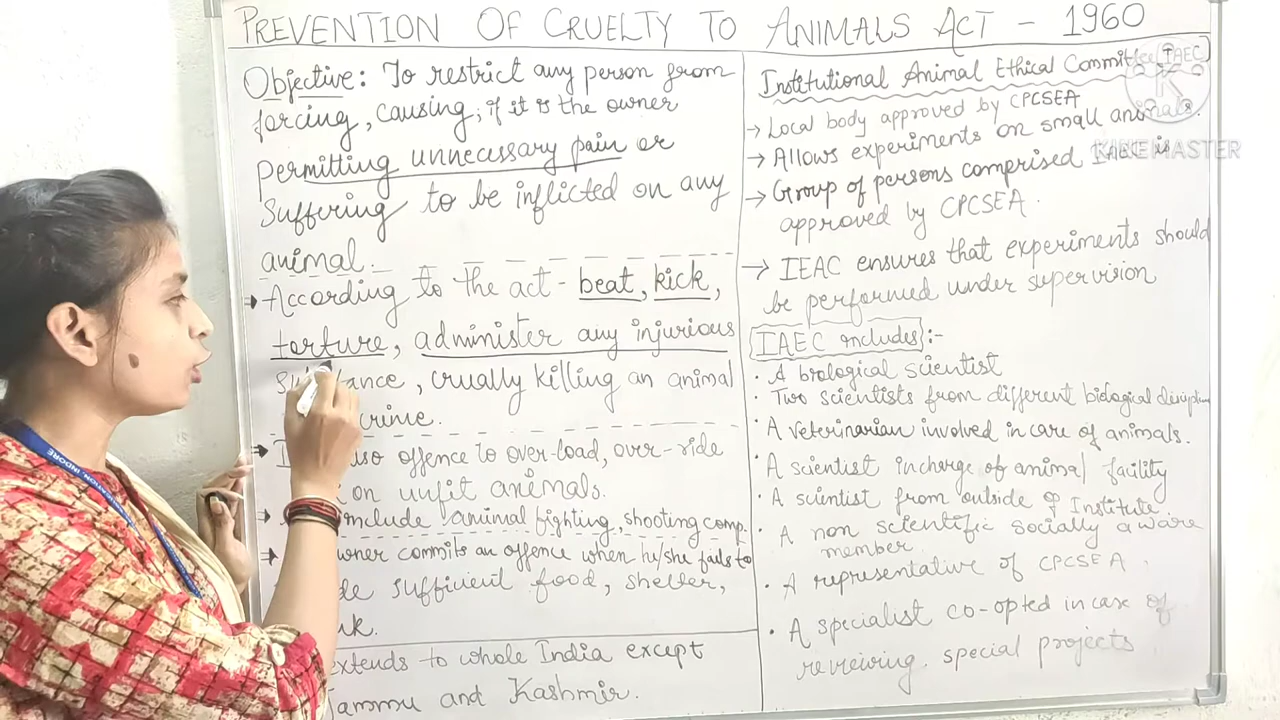 PREVENTION OF CRUELTY TO ANIMALS ACT - 1960
Objective: To restrict any person from
forcing, causing; if it is the owner
permitting unnecessary pain or
Suffering to be inflicted on any
animal.
→ According to the act - beat, kick,
torture, administer any injurious
tance, crually killing an animal
crime.
→ offence to over-load, over-ride
on unfit animals.
→ include animal fighting, shooting comp.
→ owner commits an offence when he/she fails to
de sufficient food, shelter,
extends to whole India except
Jammu and Kashmir.
Institutional Animal Ethical Committee IAEC
→ Local body approved by CPCSEA
→ Allows experiments on small animals.
→ Group of persons comprised is
approved by CPCSEA.
→ IEAC ensures that experiments should
be performed under supervision
IAEC includes:-
• A biological scientist
• Two scientists from different biological discipline
• A veterinarian involved in care of animals.
• A scientist incharge of animal facility
• A scientist from outside of Institute
• A non scientific socially aware
member.
• A representative of CPCSEA.
• A specialist co-opted in case of
reviewing special projects
KINEMASTER
INDORE